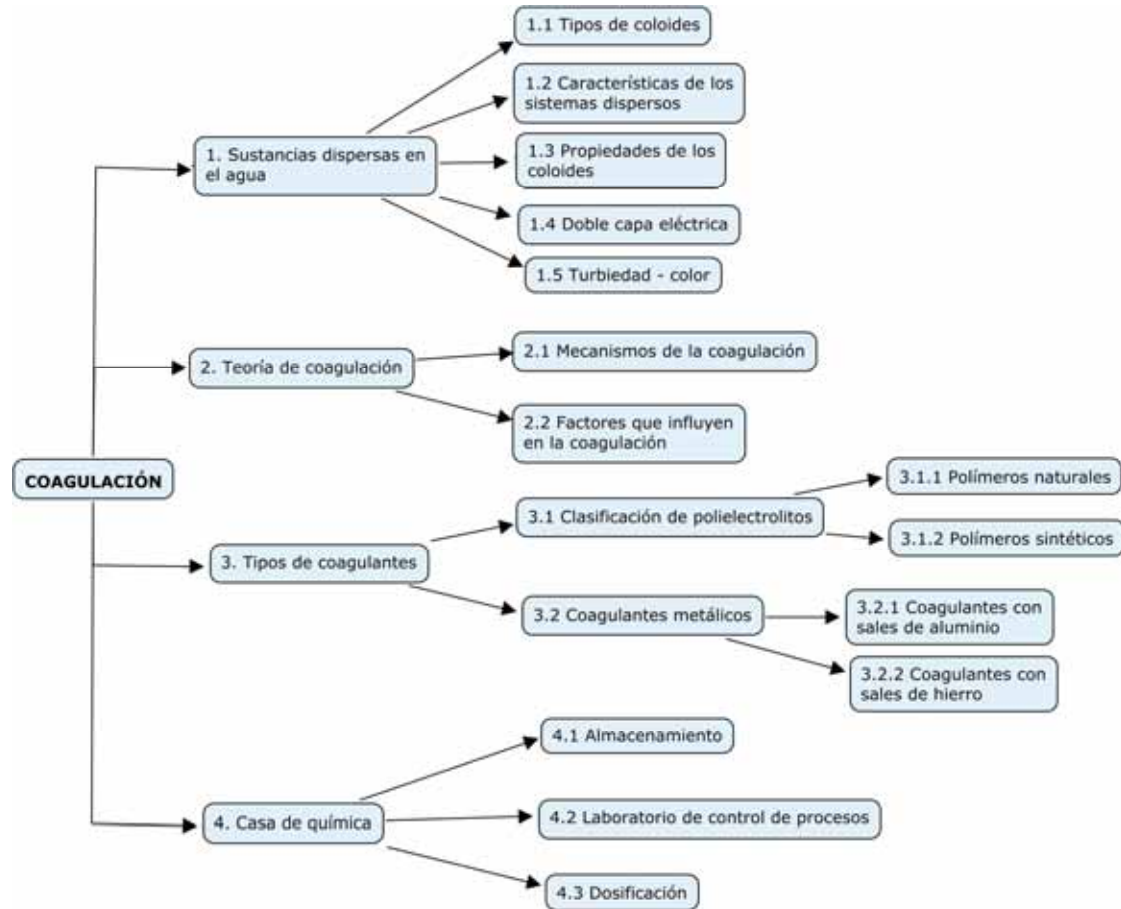 COAGULACIÓN
1. Sustancias dispersas en
el agua
1.1 Tipos de coloides
1.2 Características de los
sistemas dispersos
1.3 Propiedades de los
coloides
1.4 Doble capa eléctrica
1.5 Turbiedad - color
2. Teoría de coagulación
2.1 Mecanismos de la coagulación
2.2 Factores que influyen
en la coagulación
3. Tipos de coagulantes
3.1 Clasificación de polielectrolitos
3.1.1 Polímeros naturales
3.1.2 Polímeros sintéticos
3.2 Coagulantes metálicos
3.2.1 Coagulantes con
sales de aluminio
3.2.2 Coagulantes con
sales de hierro
4. Casa de química
4.1 Almacenamiento
4.2 Laboratorio de control de procesos
4.3 Dosificación